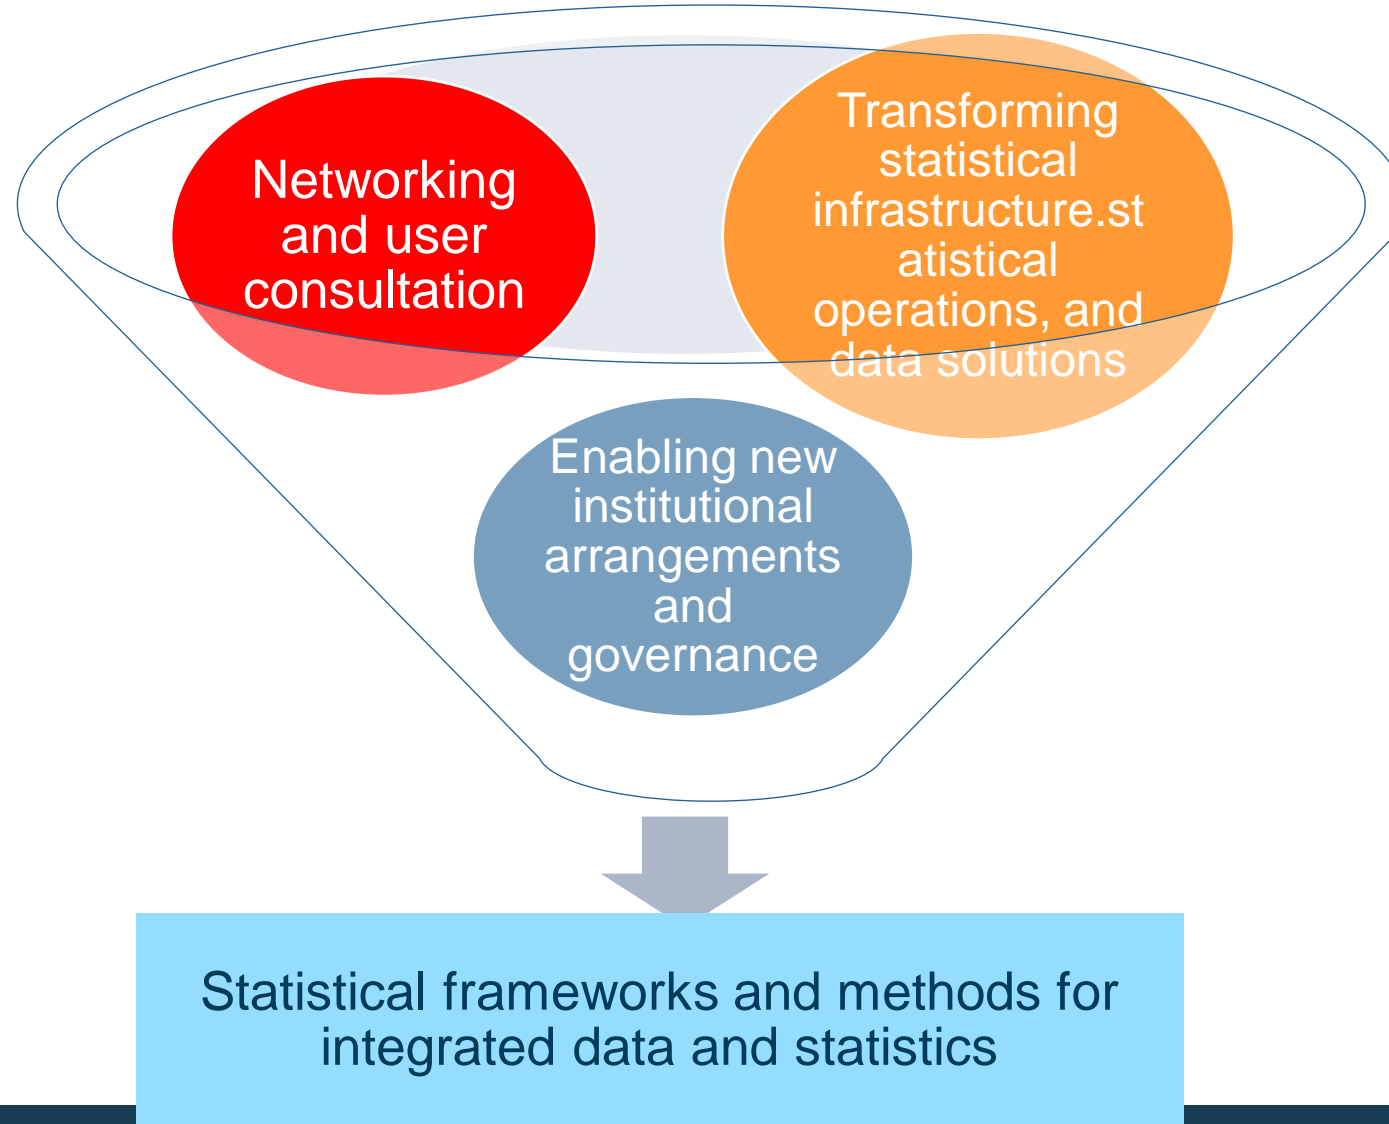 Networking
and user
consultation
Transforming
statistical
infrastructure.st
atistical
operations, and
data solutions
Enabling new
institutional
arrangements
and
governance
Statistical frameworks and methods for
integrated data and statistics